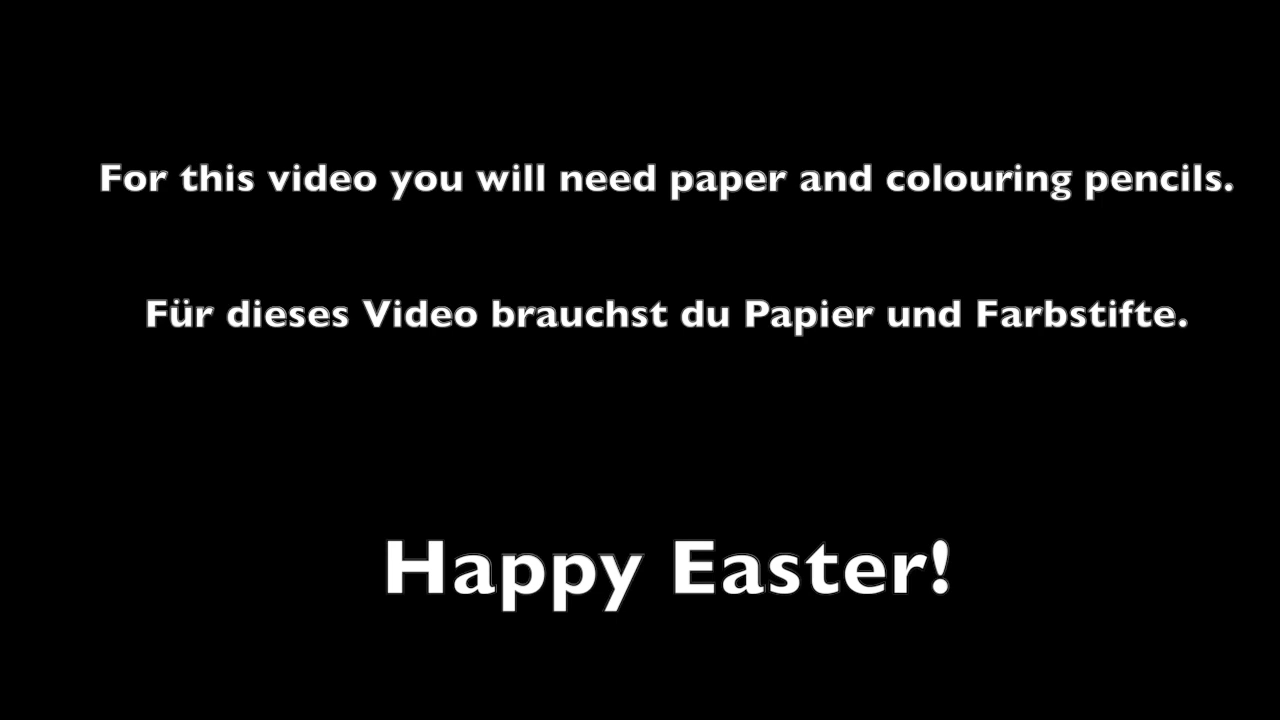 For this video you will need paper and colouring pencils.
Für dieses Video brauchst du Papier und Farbstifte.
Happy Easter!